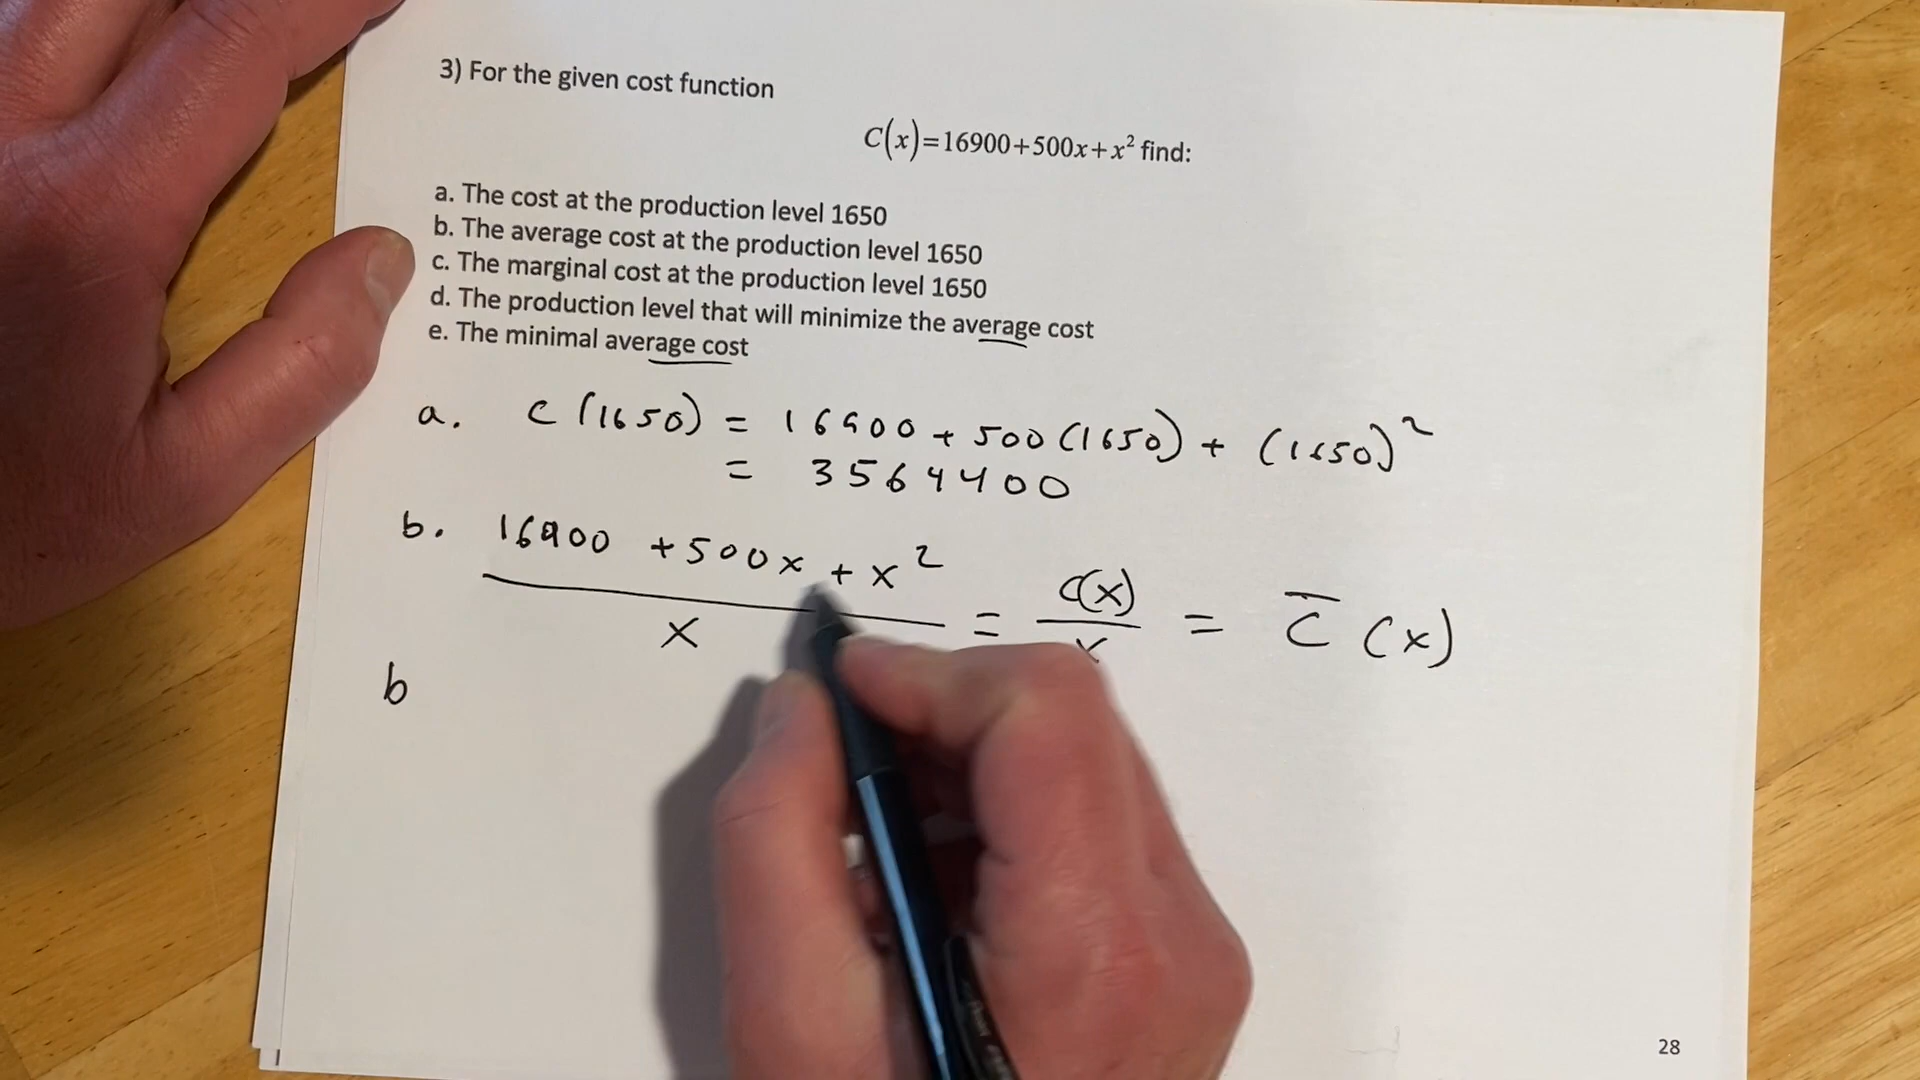 3) For the given cost function
C(x)=16900+500x+x² find:
a. The cost at the production level 1650
b. The average cost at the production level 1650
c. The marginal cost at the production level 1650
d. The production level that will minimize the average cost
e. The minimal average cost
a. C (1650) = 16900 + 500 (1650) + (1650)²
= 3564400
b. 16900 + 500x + x² / x = C(x) / x = C̅ (x)
b
28